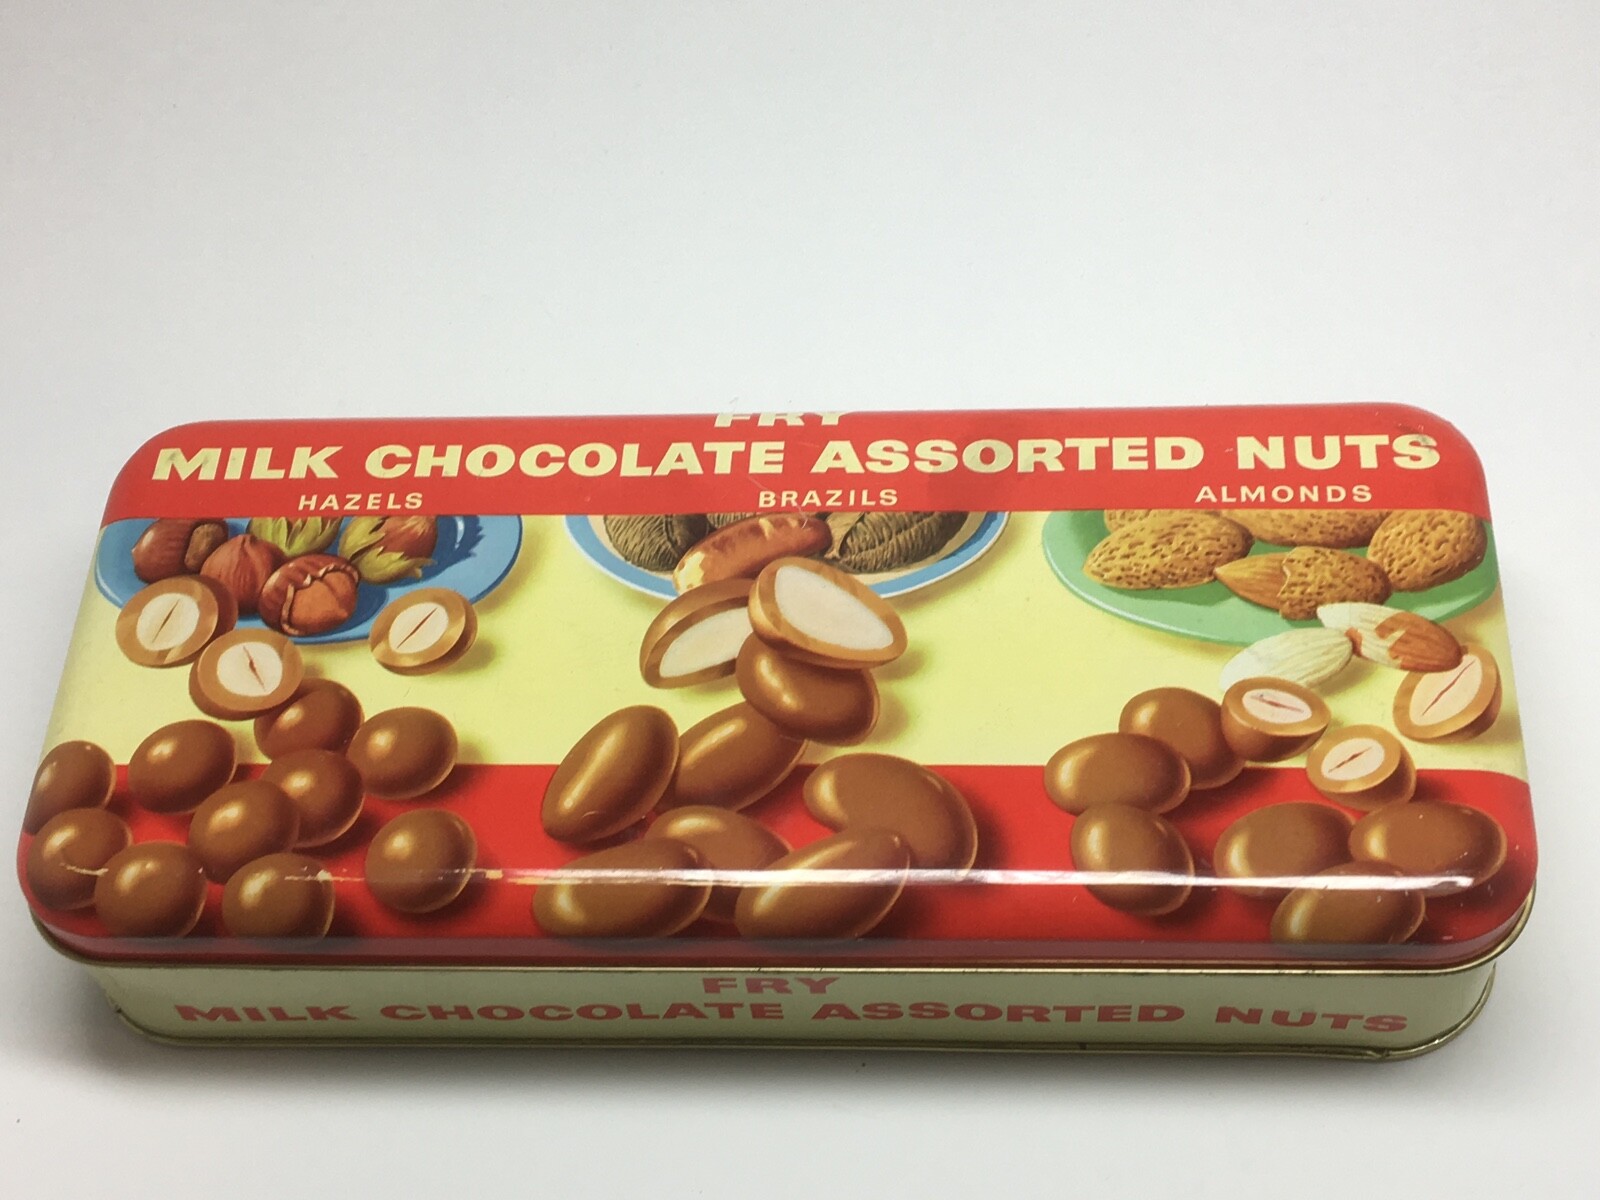 FRY
MILK CHOCOLATE ASSORTED NUTS
HAZELS BRAZILS ALMONDS
FRY
MILK CHOCOLATE ASSORTED NUTS